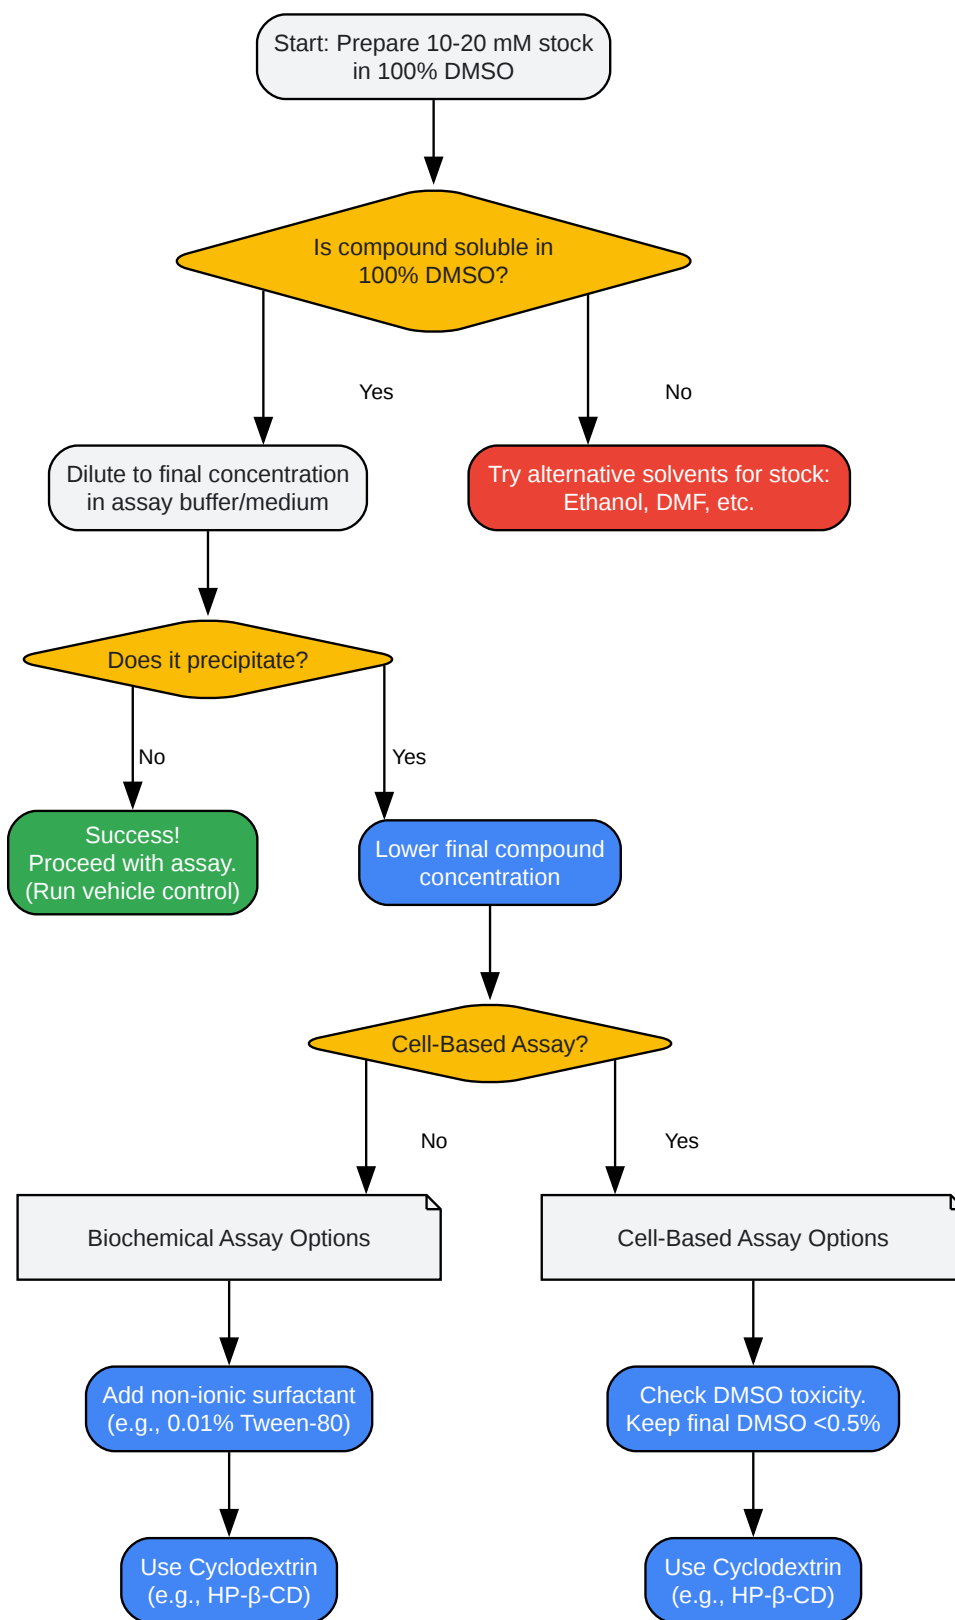 Start: Prepare 10-20 mM stock
in 100% DMSO
Is compound soluble in
100% DMSO?
Yes
No
Dilute to final concentration
in assay buffer/medium
Try alternative solvents for stock:
Ethanol, DMF, etc.
Does it precipitate?
No
Yes
Success!
Proceed with assay.
(Run vehicle control)
Lower final compound
concentration
Cell-Based Assay?
No
Yes
Biochemical Assay Options
Cell-Based Assay Options
Add non-ionic surfactant
(e.g., 0.01% Tween-80)
Check DMSO toxicity.
Keep final DMSO <0.5%
Use Cyclodextrin
(e.g., HP-β-CD)
Use Cyclodextrin
(e.g., HP-β-CD)